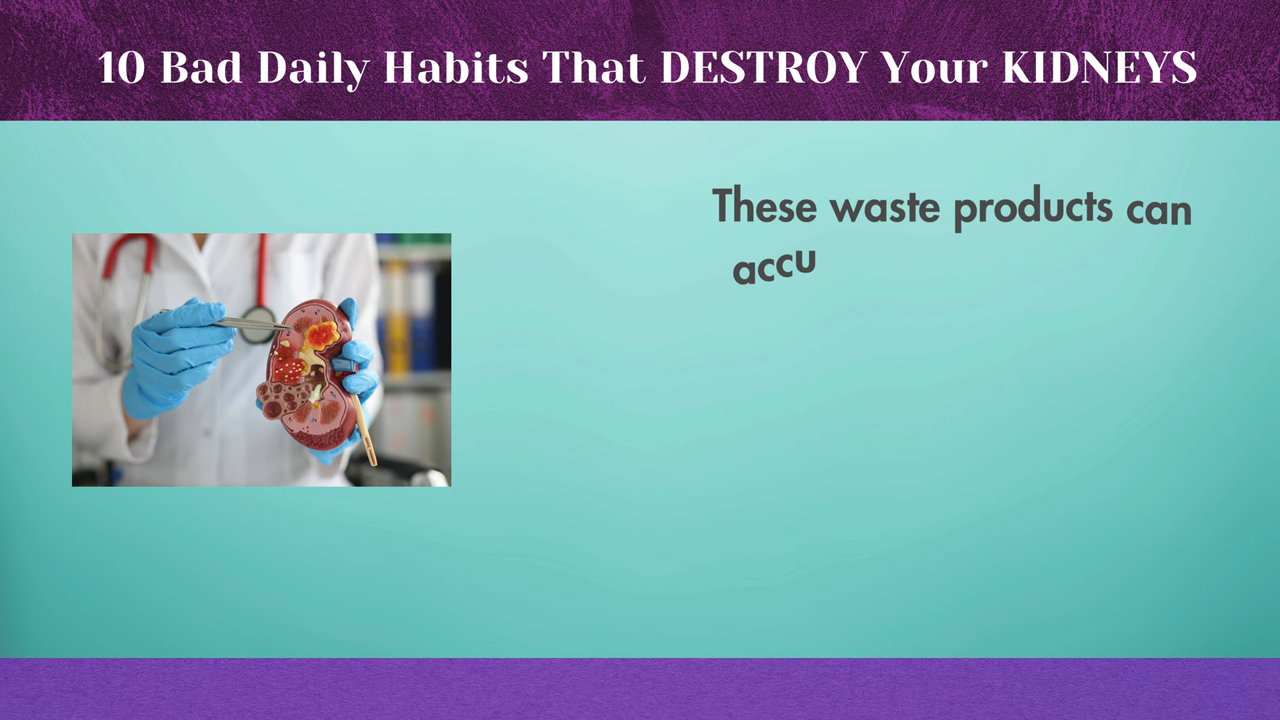 10 Bad Daily Habits That DESTROY Your KIDNEYS
These waste products can
accu